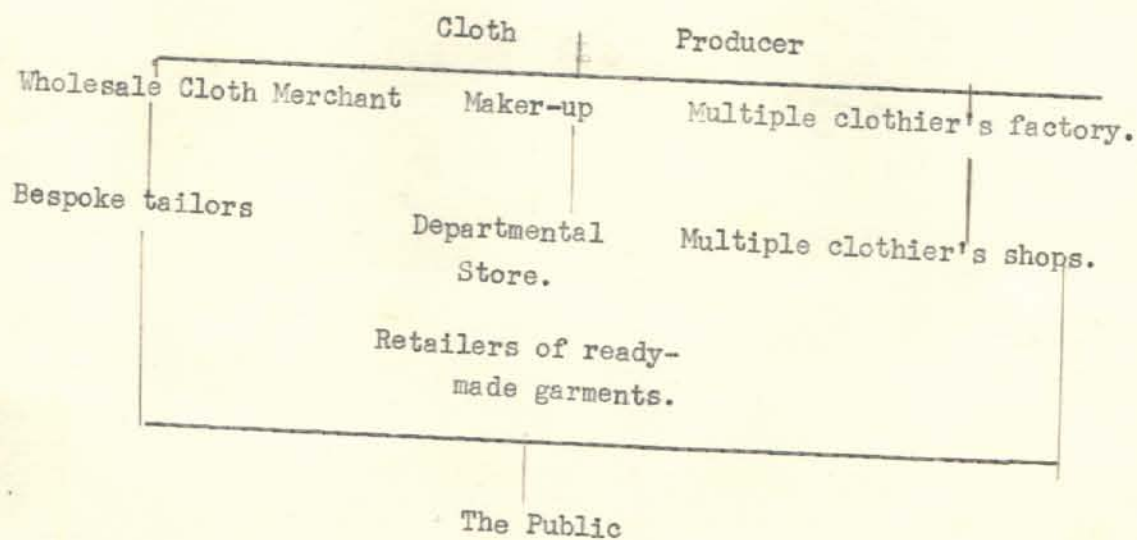 Cloth Producer
Wholesale Cloth Merchant Maker-up Multiple clothier's factory.
Bespoke tailors
Departmental Multiple clothier's shops.
Store.
Retailers of ready-
made garments.
The Public